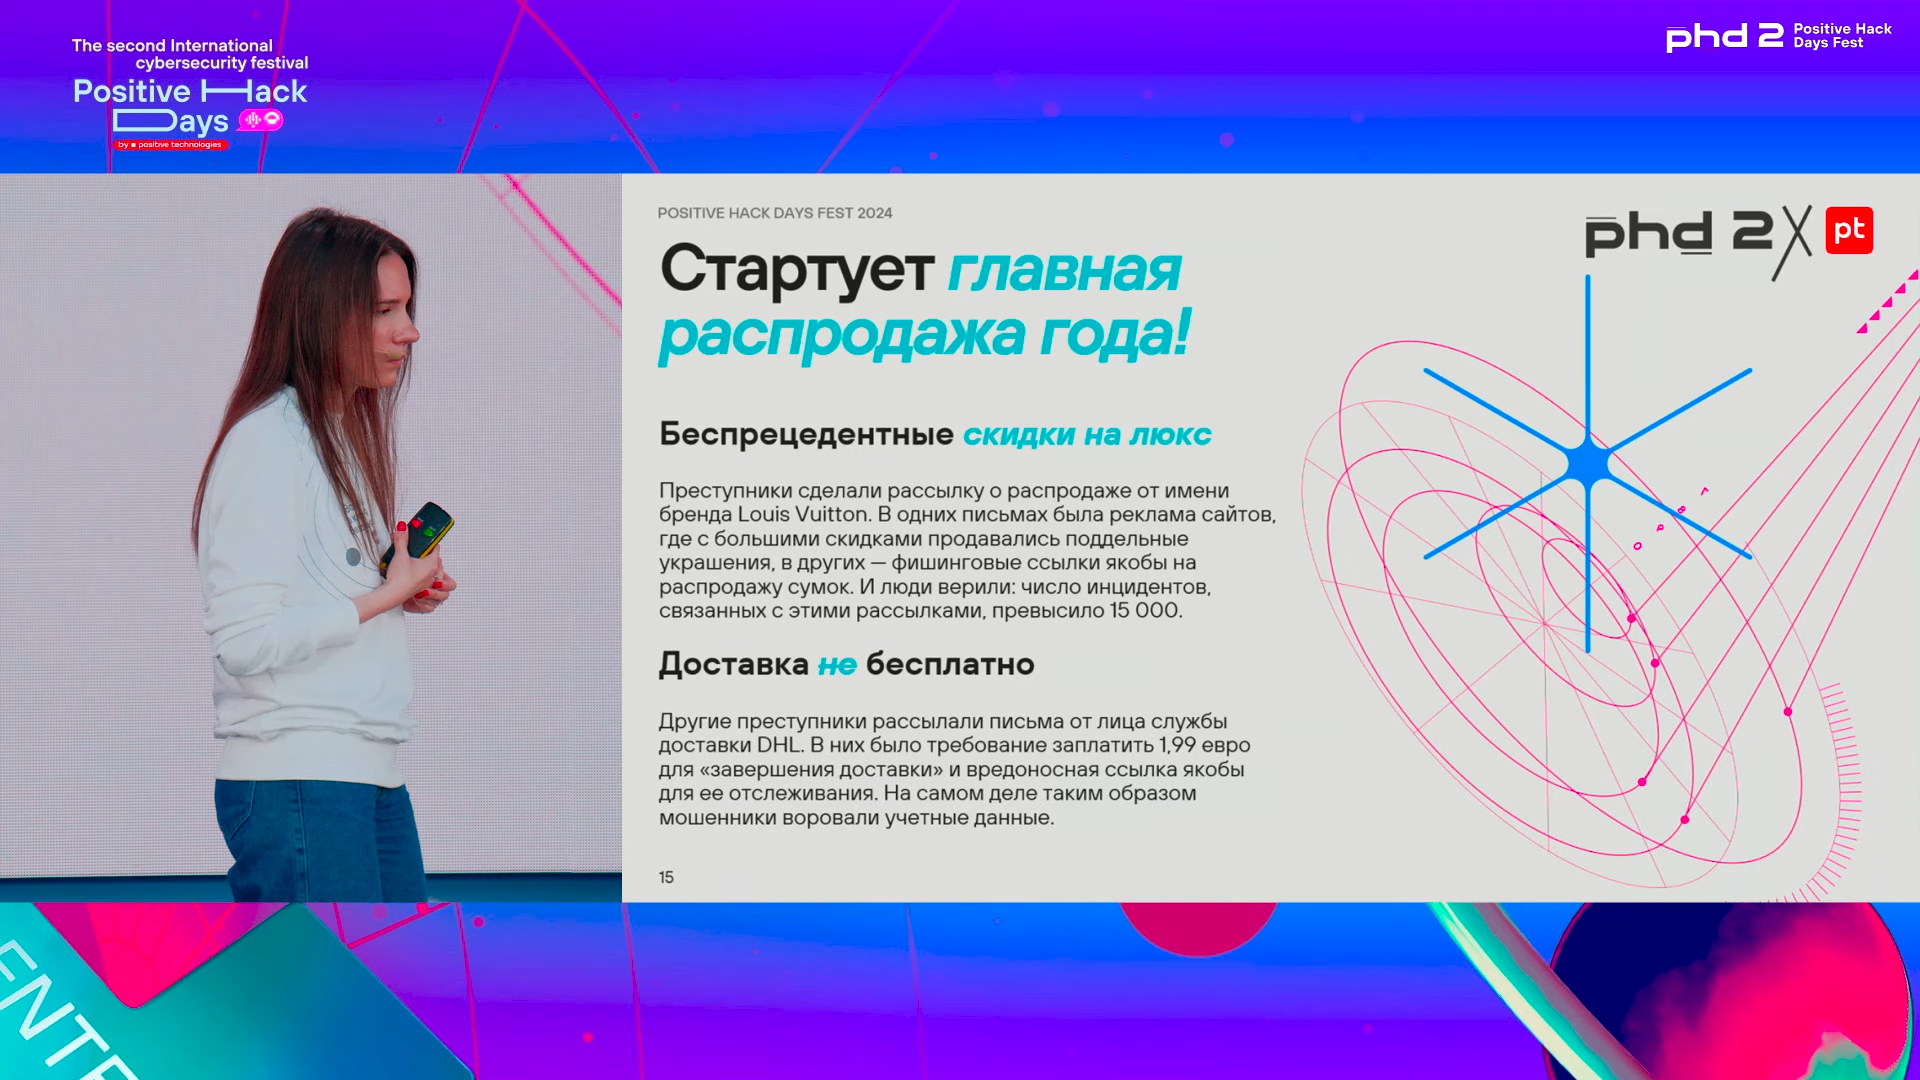 The second International
cybersecurity festival
Positive Hack
Days
by positive technologies
phd 2 Positive Hack
Days Fest
POSITIVE HACK DAYS FEST 2024
phd 2 pt
Стартует главная
распродажа года!
Беспрецедентные скидки на люкс
Преступники сделали рассылку о распродаже от имени
бренда Louis Vuitton. В одних письмах была реклама сайтов,
где с большими скидками продавались поддельные
украшения, в других — фишинговые ссылки якобы на
распродажу сумок. И люди верили: число инцидентов,
связанных с этими рассылками, превысило 15 000.
Доставка не бесплатно
Другие преступники рассылали письма от лица службы
доставки DHL. В них было требование заплатить 1,99 евро
для «завершения доставки» и вредоносная ссылка якобы
для ее отслеживания. На самом деле таким образом
мошенники воровали учетные данные.
15